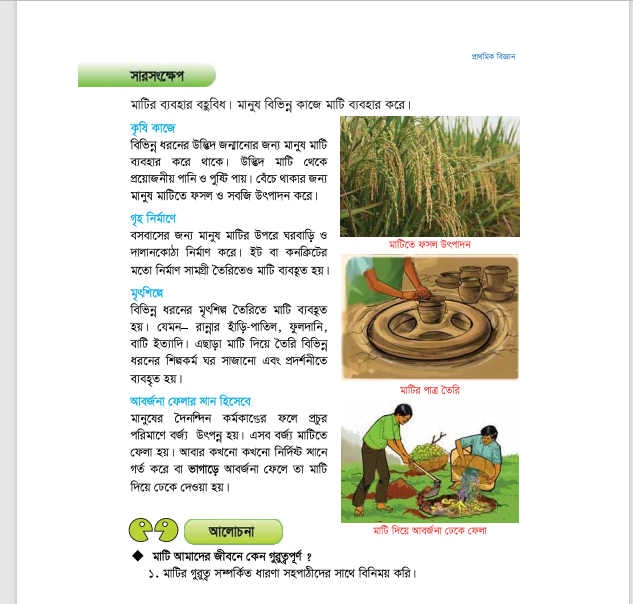 প্রাথমিক বিজ্ঞান
সারসংক্ষেপ
মাটির ব্যবহার বহুবিধ। মানুষ বিভিন্ন কাজে মাটি ব্যবহার করে।
কৃষি কাজে
বিভিন্ন ধরনের উদ্ভিদ জন্মানোর জন্য মানুষ মাটি
ব্যবহার করে থাকে। উদ্ভিদ মাটি থেকে
প্রয়োজনীয় পানি ও পুষ্টি পায়। বেঁচে থাকার জন্য
মানুষ মাটিতে ফসল ও সবজি উৎপাদন করে।
মাটিতে ফসল উৎপাদন
গৃহ নির্মাণে
বসবাসের জন্য মানুষ মাটির উপরে ঘরবাড়ি ও
দালানকোঠা নির্মাণ করে। ইট বা কনক্রিটের
মতো নির্মাণ সামগ্রী তৈরিতেও মাটি ব্যবহৃত হয়।
মৃৎশিল্পে
বিভিন্ন ধরনের মৃৎশিল্প তৈরিতে মাটি ব্যবহৃত
হয়। যেমন– রান্নার হাঁড়ি-পাতিল, ফুলদানি,
বাটি ইত্যাদি। এছাড়া মাটি দিয়ে তৈরি বিভিন্ন
ধরনের শিল্পকর্ম ঘর সাজানো এবং প্রদর্শনীতে
ব্যবহৃত হয়।
মাটির পাত্র তৈরি
আবর্জনা ফেলার স্থান হিসেবে
মানুষের দৈনন্দিন কর্মকাণ্ডের ফলে প্রচুর
পরিমাণে বর্জ্য উৎপন্ন হয়। এসব বর্জ্য মাটিতে
ফেলা হয়। আবার কখনো কখনো নির্দিষ্ট স্থানে
গর্ত করে বা ভাগাড়ে আবর্জনা ফেলে তা মাটি
দিয়ে ঢেকে দেওয়া হয়।
মাটি দিয়ে আবর্জনা ঢেকে ফেলা
আলোচনা
◆ মাটি আমাদের জীবনে কেন গুরুত্বপূর্ণ ?
১. মাটির গুরুত্ব সম্পর্কিত ধারণা সহপাঠীদের সাথে বিনিময় করি।